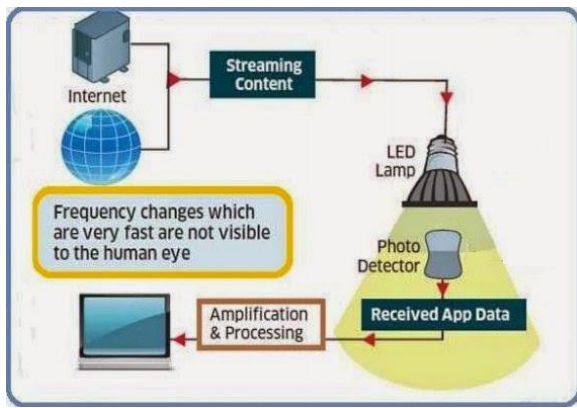 Internet
Streaming
Content
LED
Lamp
Frequency changes which
are very fast are not visible
to the human eye
Photo
Detector
Received App Data
Amplification
& Processing